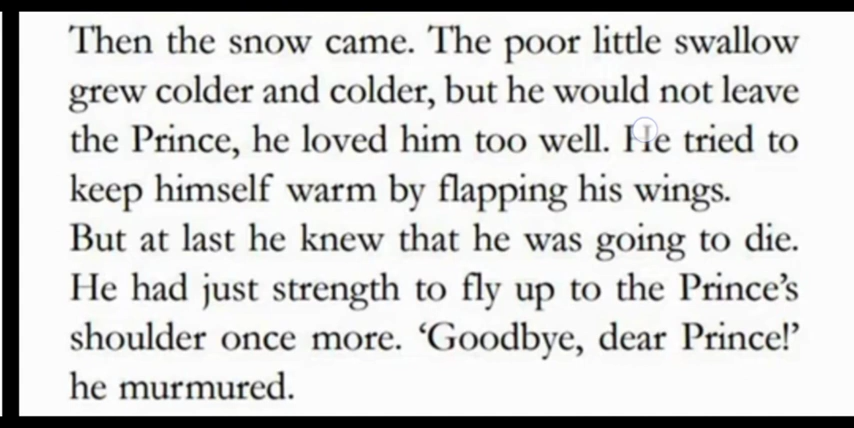 Then the snow came. The poor little swallow
grew colder and colder, but he would not leave
the Prince, he loved him too well. He tried to
keep himself warm by flapping his wings.
But at last he knew that he was going to die.
He had just strength to fly up to the Prince’s
shoulder once more. ‘Goodbye, dear Prince!’
he murmured.